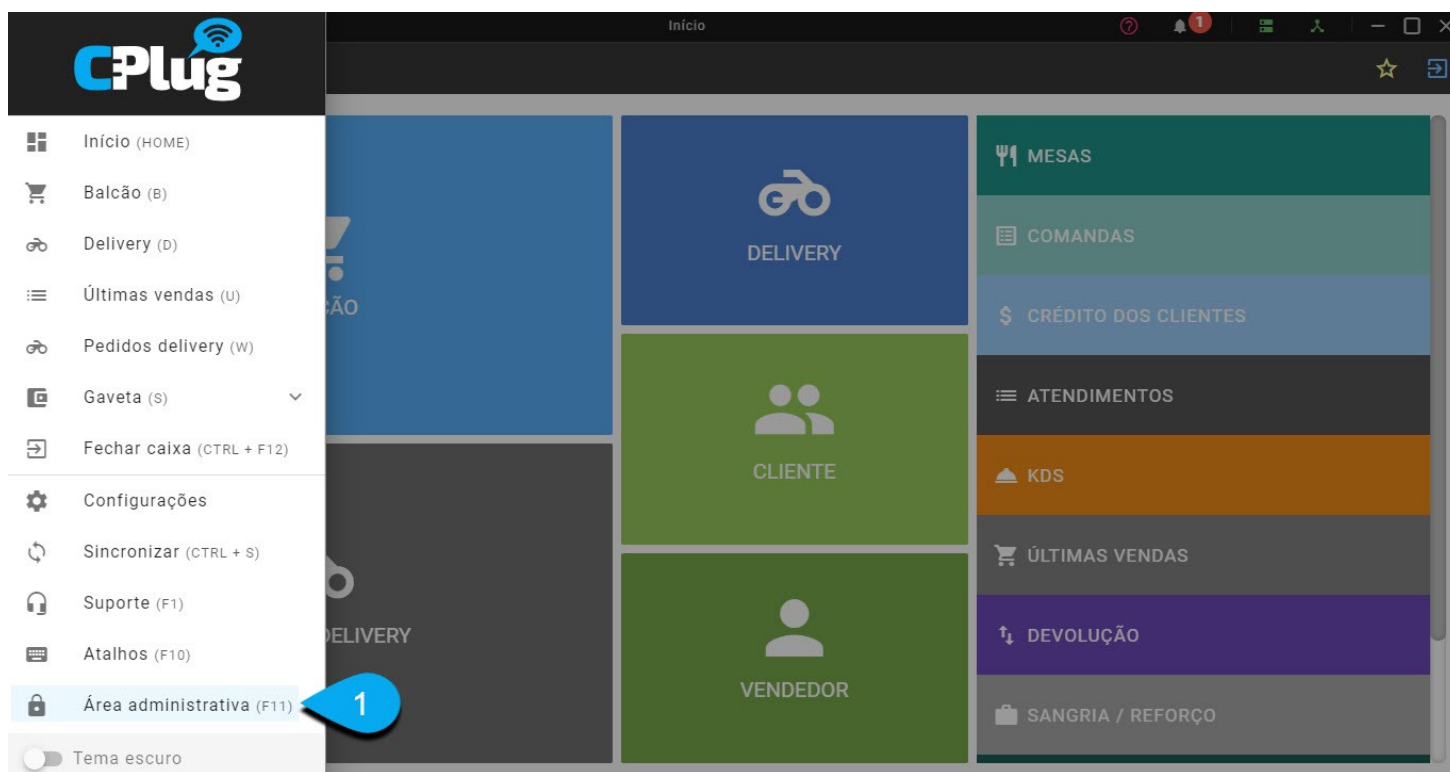 CPlug
Início
1
Início (HOME)
Balcão (B)
Delivery (D)
Últimas vendas (U)
Pedidos delivery (W)
Gaveta (S)
Fechar caixa (CTRL + F12)
Configurações
Sincronizar (CTRL + S)
Suporte (F1)
Atalhos (F10)
Área administrativa (F11)
1
Tema escuro
ÇÃO
DELIVERY
DELIVERY
CLIENTE
VENDEDOR
MESAS
COMANDAS
CRÉDITO DOS CLIENTES
ATENDIMENTOS
KDS
ÚLTIMAS VENDAS
DEVOLUÇÃO
SANGRIA / REFORÇO